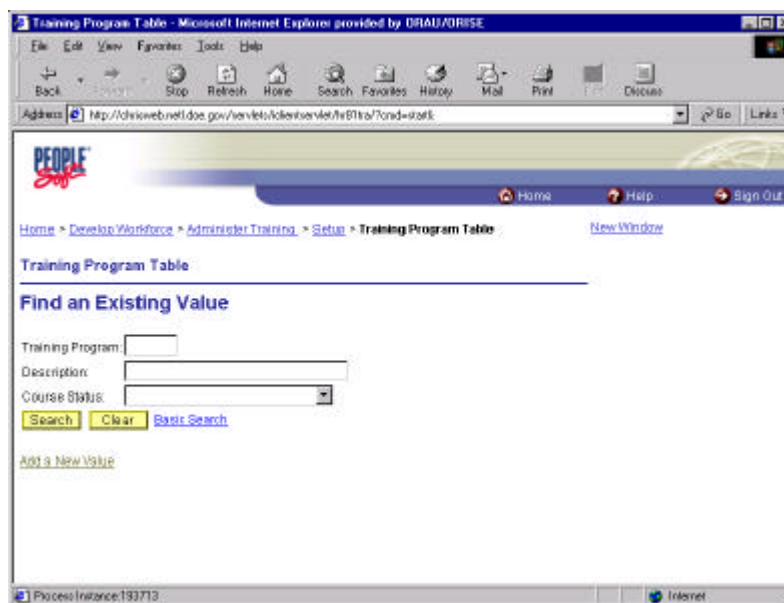 Training Program Table - Microsoft Internet Explorer provided by ORAU/ORISE
File Edit View Favorites Tools Help
Back Stop Refresh Home Search Favorites History Mail Print Discuss
Address http://chrisweb.netl.doe.gov/servlets/iclientservlet/hr81tra/?cmd=start& Go Links
PEOPLE
Soft
Home Help Sign Out
Home > Develop Workforce > Administer Training > Setup > Training Program Table New Window
Training Program Table
Find an Existing Value
Training Program:
Description:
Course Status:
Search Clear Basic Search
Add a New Value
Process Instance:193713 Internet